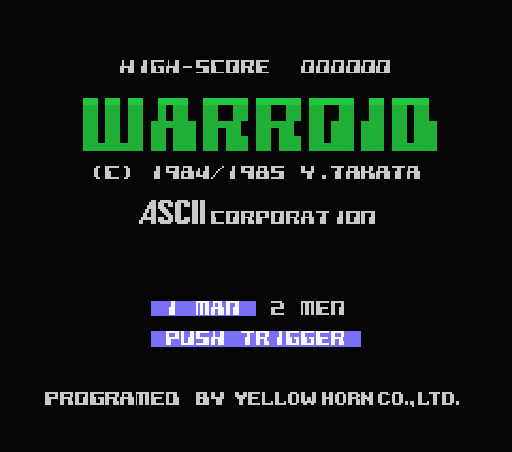 HIGH-SCORE 000000
WARROID
(C) 1984/1985 Y.TAKATA
ASCII CORPORATION
1 MAN 2 MEN
PUSH TRIGGER
PROGRAMED BY YELLOW HORN CO.,LTD.